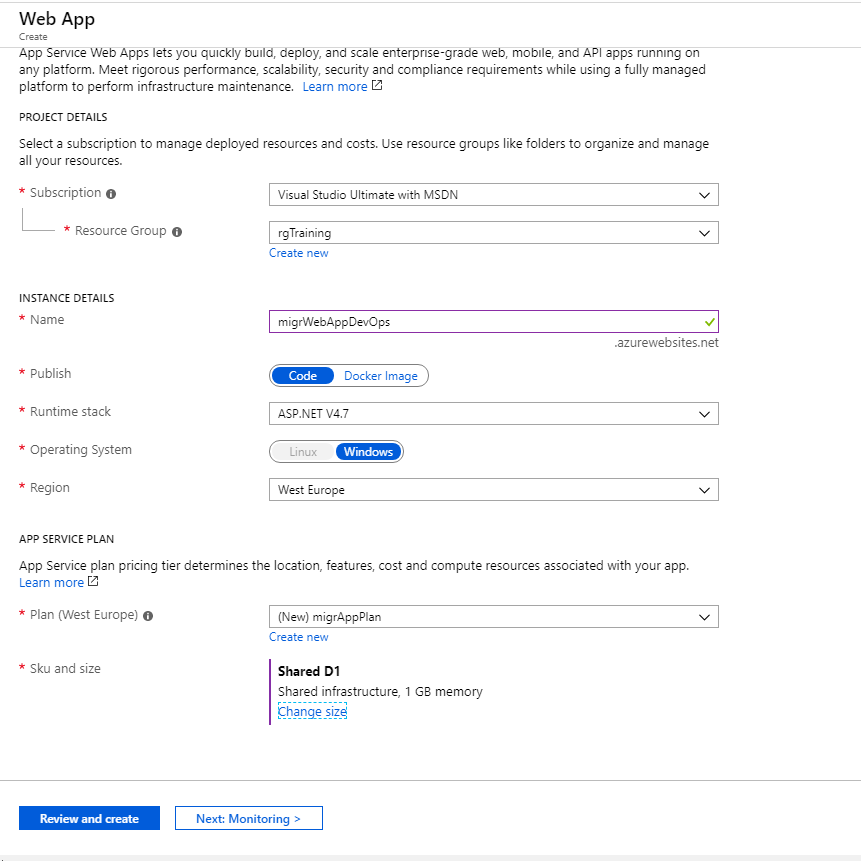 Web App
Create
App Service Web Apps lets you quickly build, deploy, and scale enterprise-grade web, mobile, and API apps running on
any platform. Meet rigorous performance, scalability, security and compliance requirements while using a fully managed
platform to perform infrastructure maintenance. Learn more
PROJECT DETAILS
Select a subscription to manage deployed resources and costs. Use resource groups like folders to organize and manage
all your resources.
* Subscription
Visual Studio Ultimate with MSDN
* Resource Group
rgTraining
Create new
INSTANCE DETAILS
* Name
migrWebAppDevOps
.azurewebsites.net
* Publish
Code Docker Image
* Runtime stack
ASP.NET V4.7
* Operating System
Linux Windows
* Region
West Europe
APP SERVICE PLAN
App Service plan pricing tier determines the location, features, cost and compute resources associated with your app.
Learn more
* Plan (West Europe)
(New) migrAppPlan
Create new
* Sku and size
Shared D1
Shared infrastructure, 1 GB memory
Change size
Review and create
Next: Monitoring >